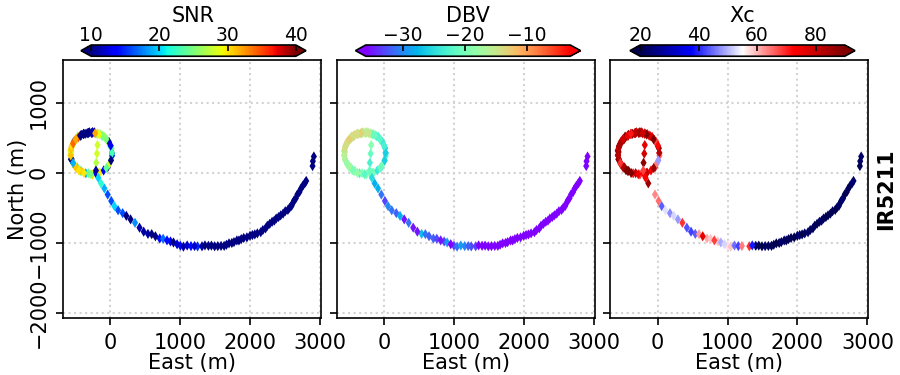 SNR DBV Xc
10 20 30 40 −30 −20 −10 20 40 60 80
1000
0
−1000
−2000
North (m)
IR5211
0 1000 2000 3000 0 1000 2000 3000 0 1000 2000 3000
East (m) East (m) East (m)